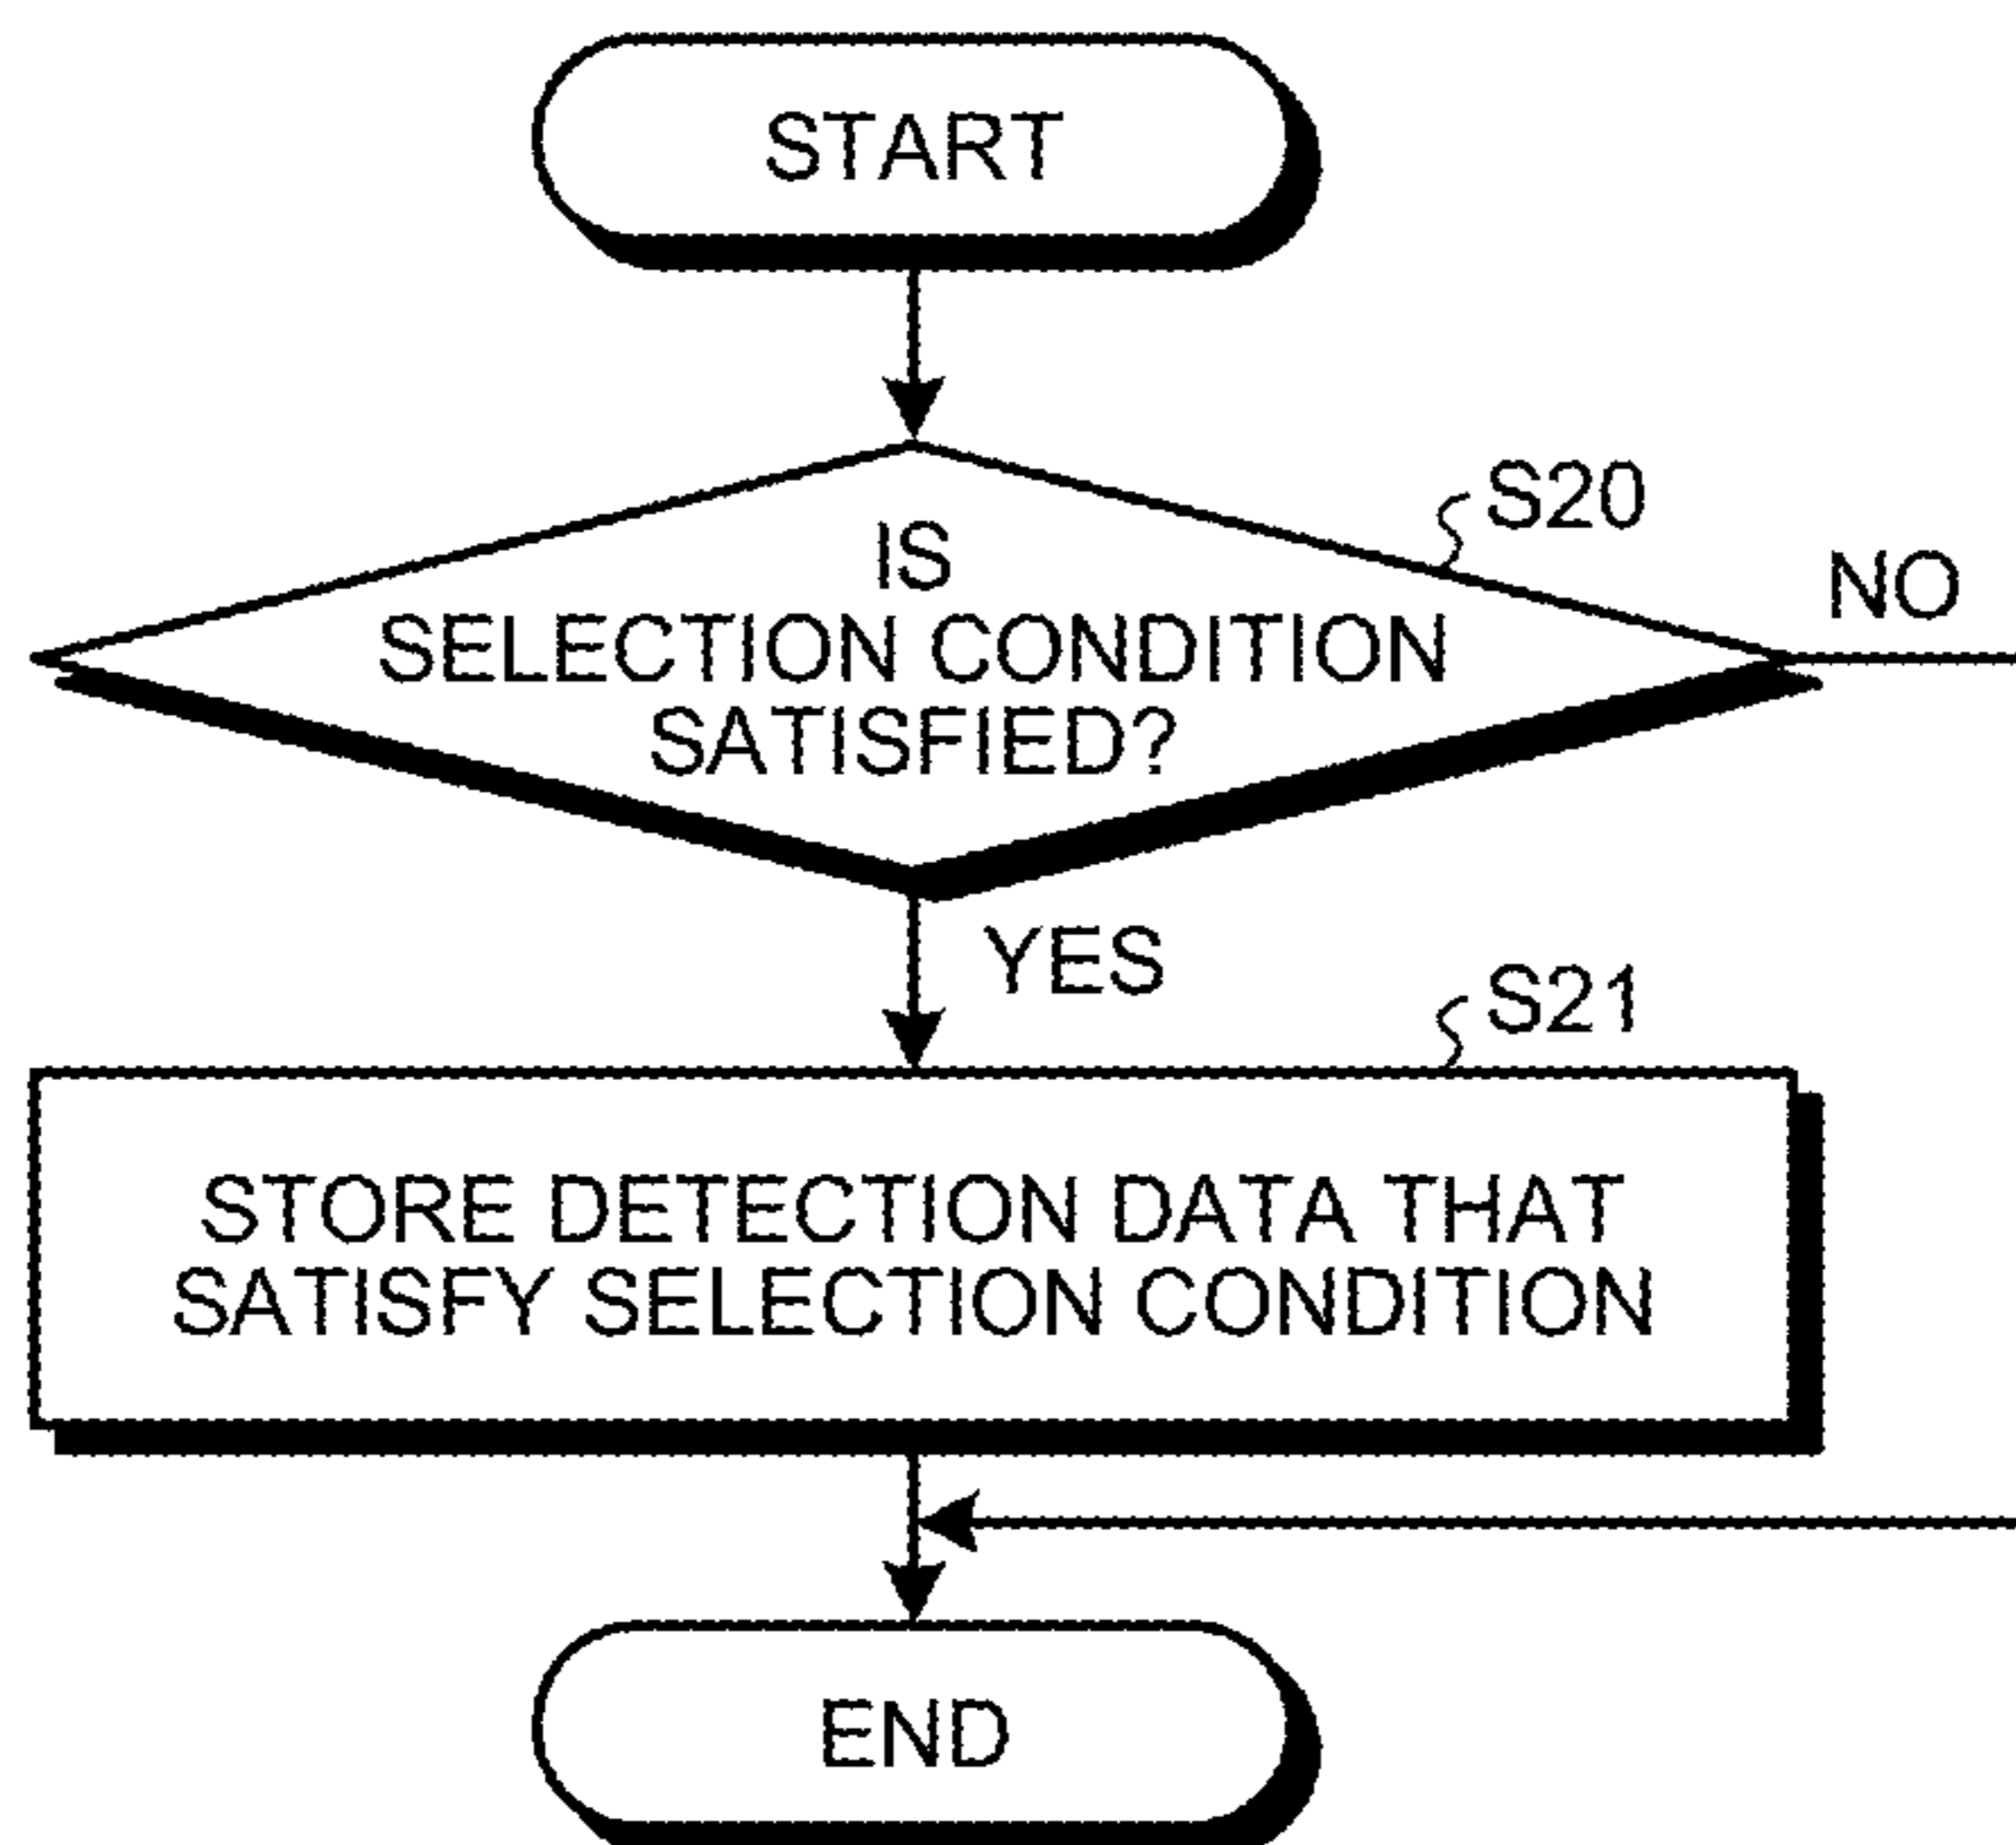 START
S20
IS
SELECTION CONDITION
SATISFIED?
NO
YES
S21
STORE DETECTION DATA THAT
SATISFY SELECTION CONDITION
END